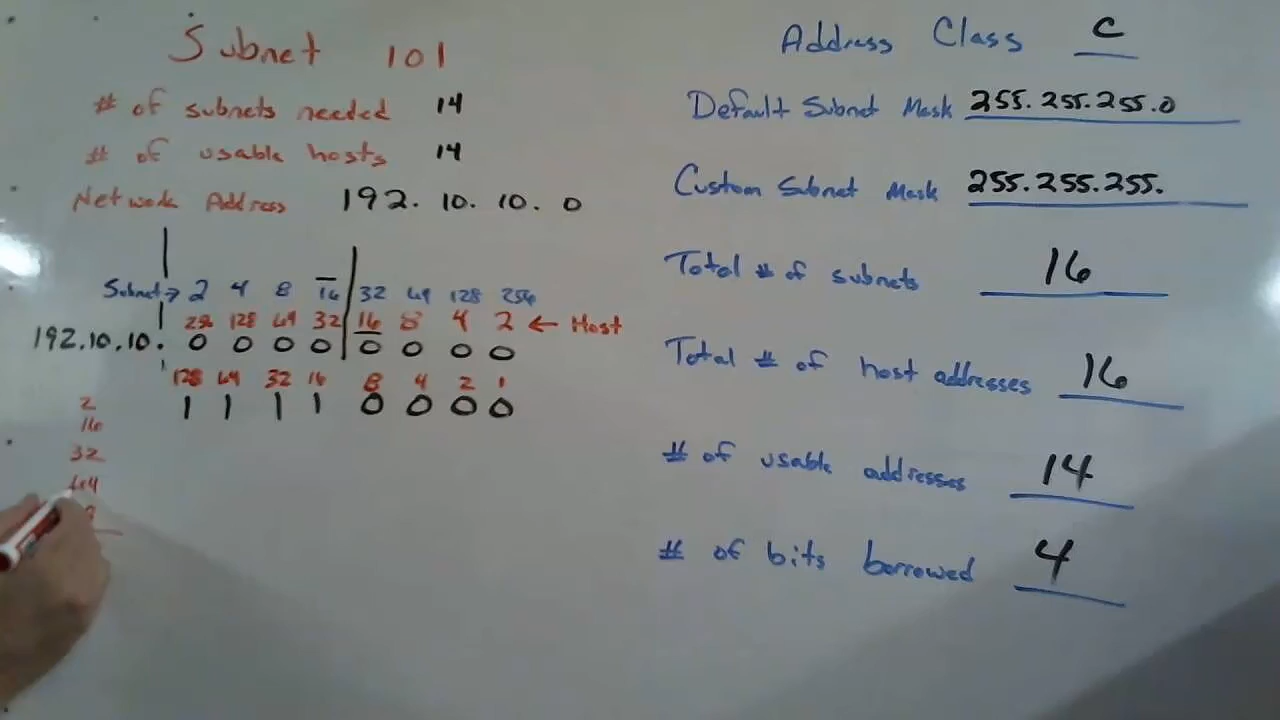 Subnet 101
# of subnets needed 14
# of usable hosts 14
Network Address 192. 10. 10. 0
Subnet→ 2 4 8 16 32 64 128 256
256 128 64 32 16 8 4 2 ← Host
192.10.10. 0 0 0 0 0 0 0 0
128 64 32 16 8 4 2 1
1 1 1 1 0 0 0 0
2
16
32
64
Address Class C
Default Subnet Mask 255.255.255.0
Custom Subnet Mask 255.255.255.
Total # of subnets 16
Total # of host addresses 16
# of usable addresses 14
# of bits borrowed 4